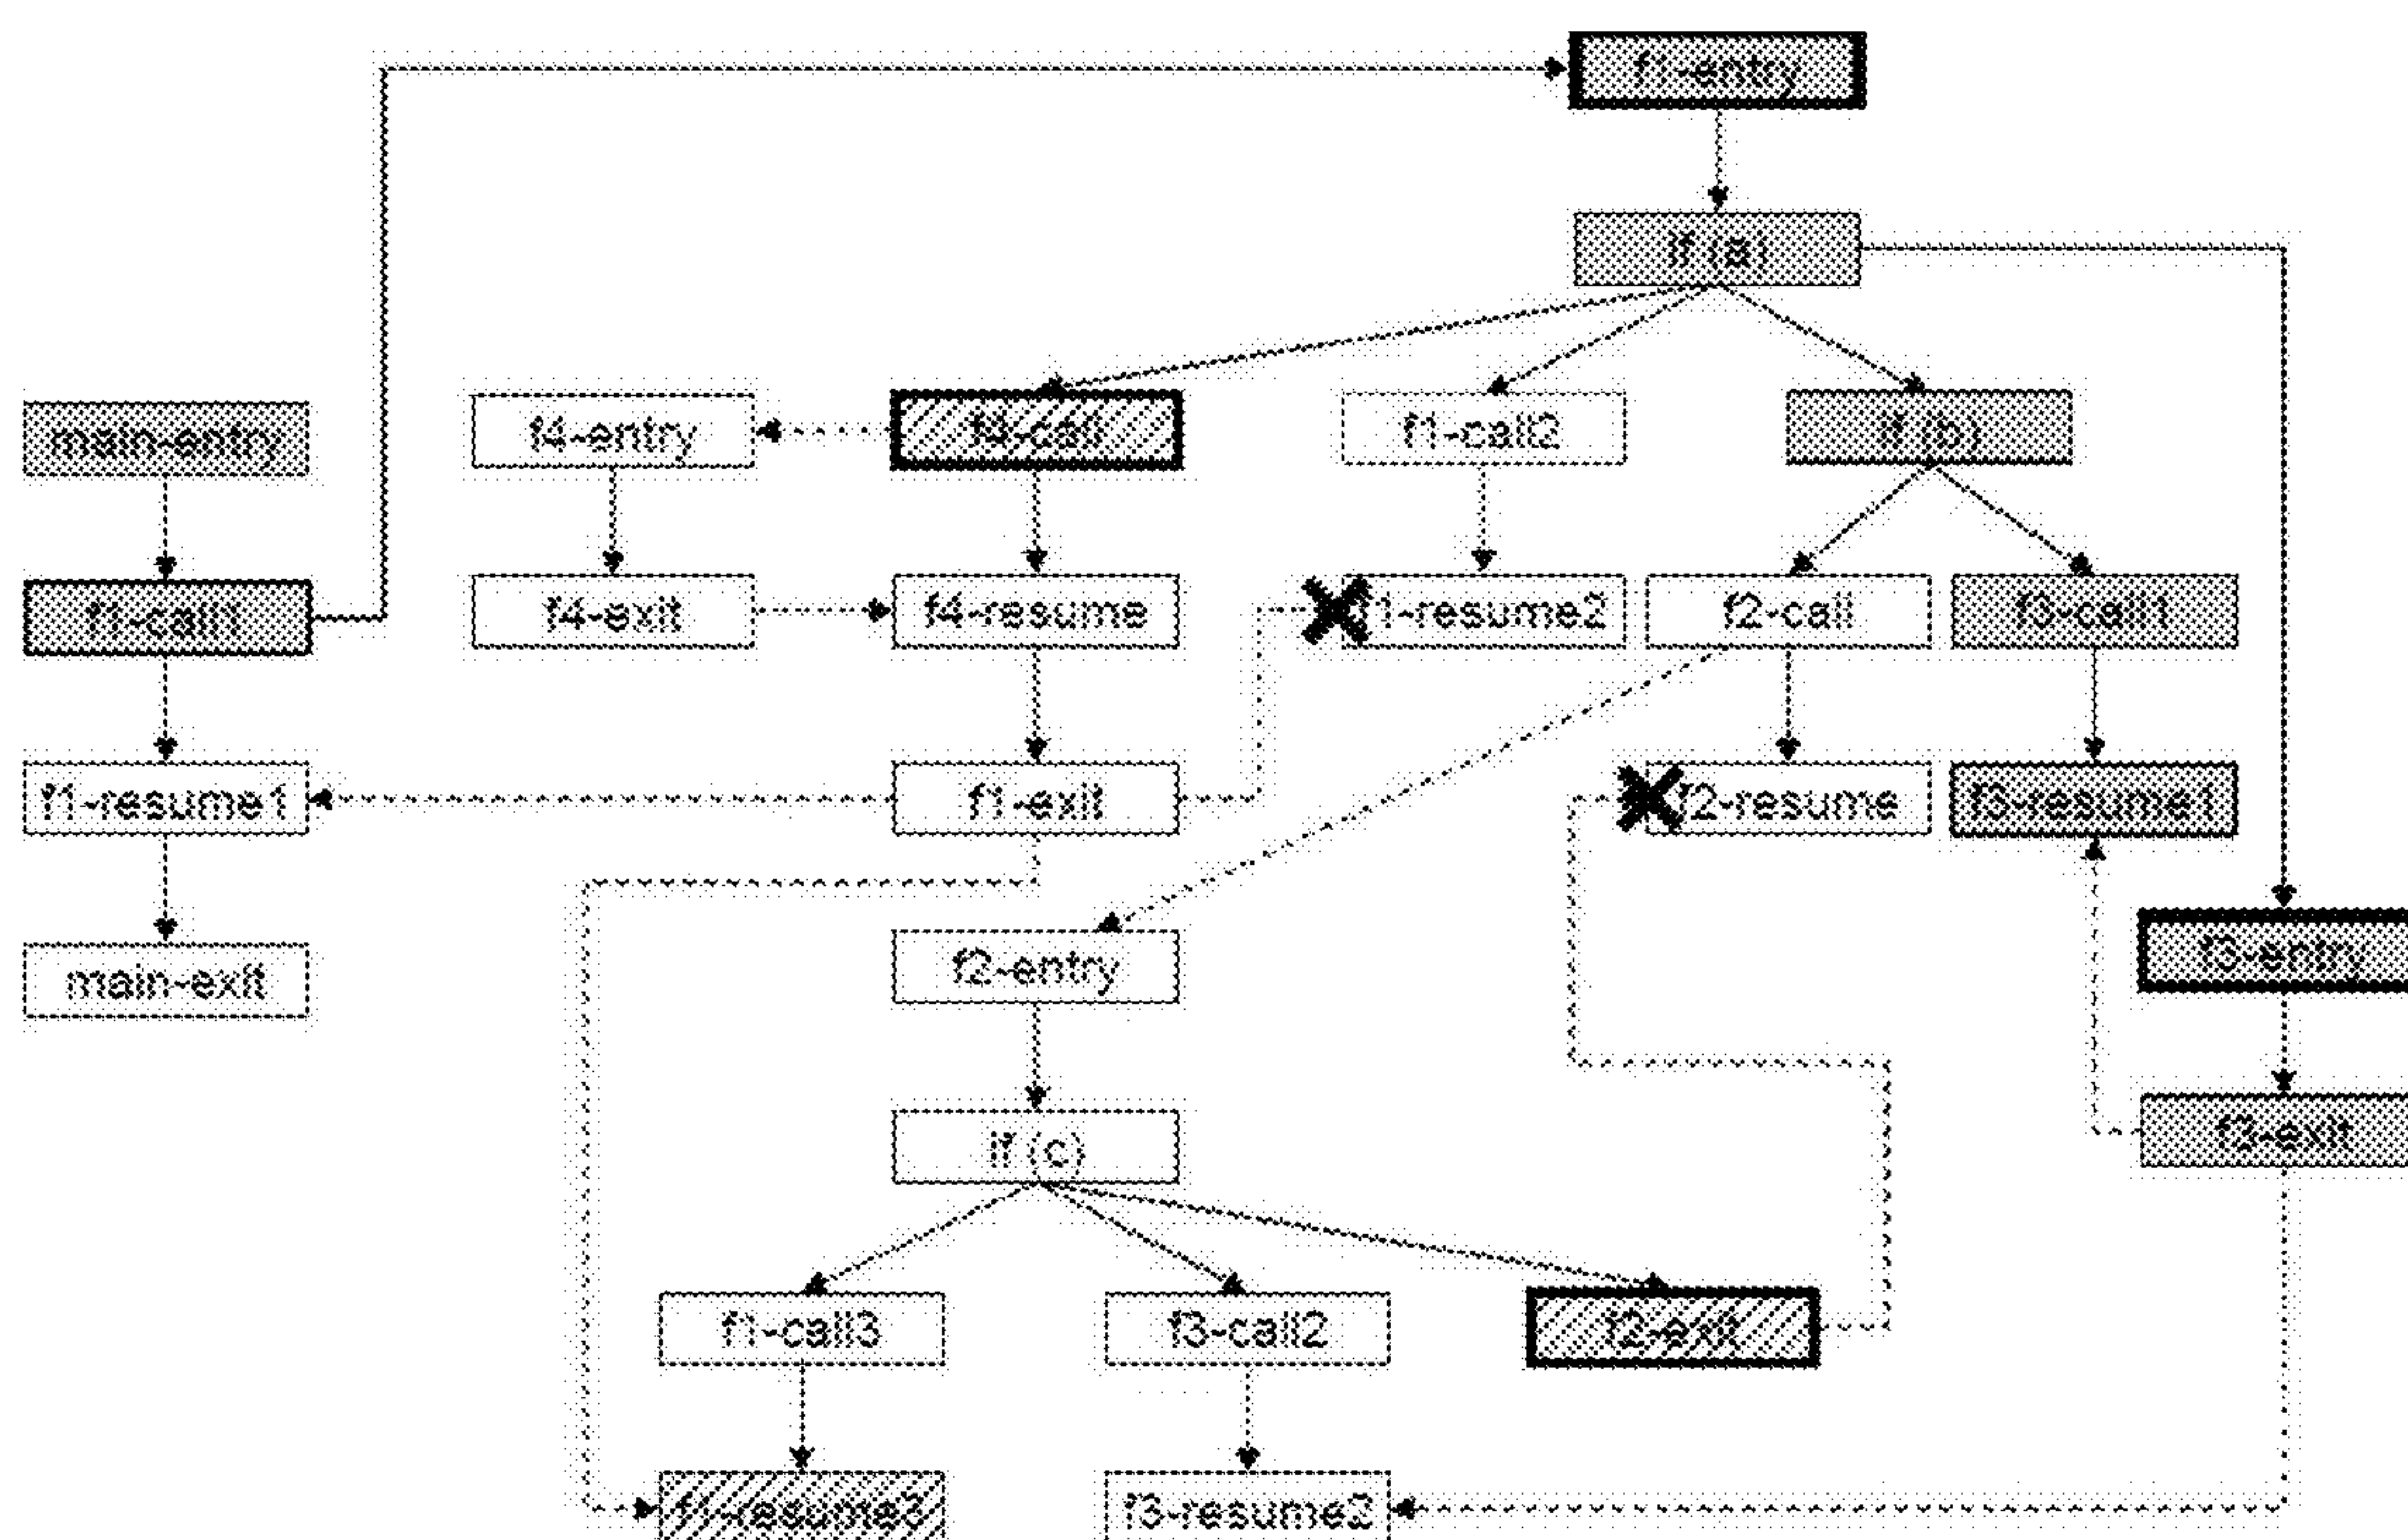 f1-entry
if (a)
main-entry
f4-entry
f4-call
f1-call2
if (b)
f1-call1
f4-exit
f4-resume
f1-resume2
f2-call
f3-call1
f1-resume1
f1-exit
f2-resume
f3-resume1
main-exit
f2-entry
f3-entry
if (c)
f3-exit
f1-call3
f3-call2
f2-exit
f1-resume3
f3-resume2